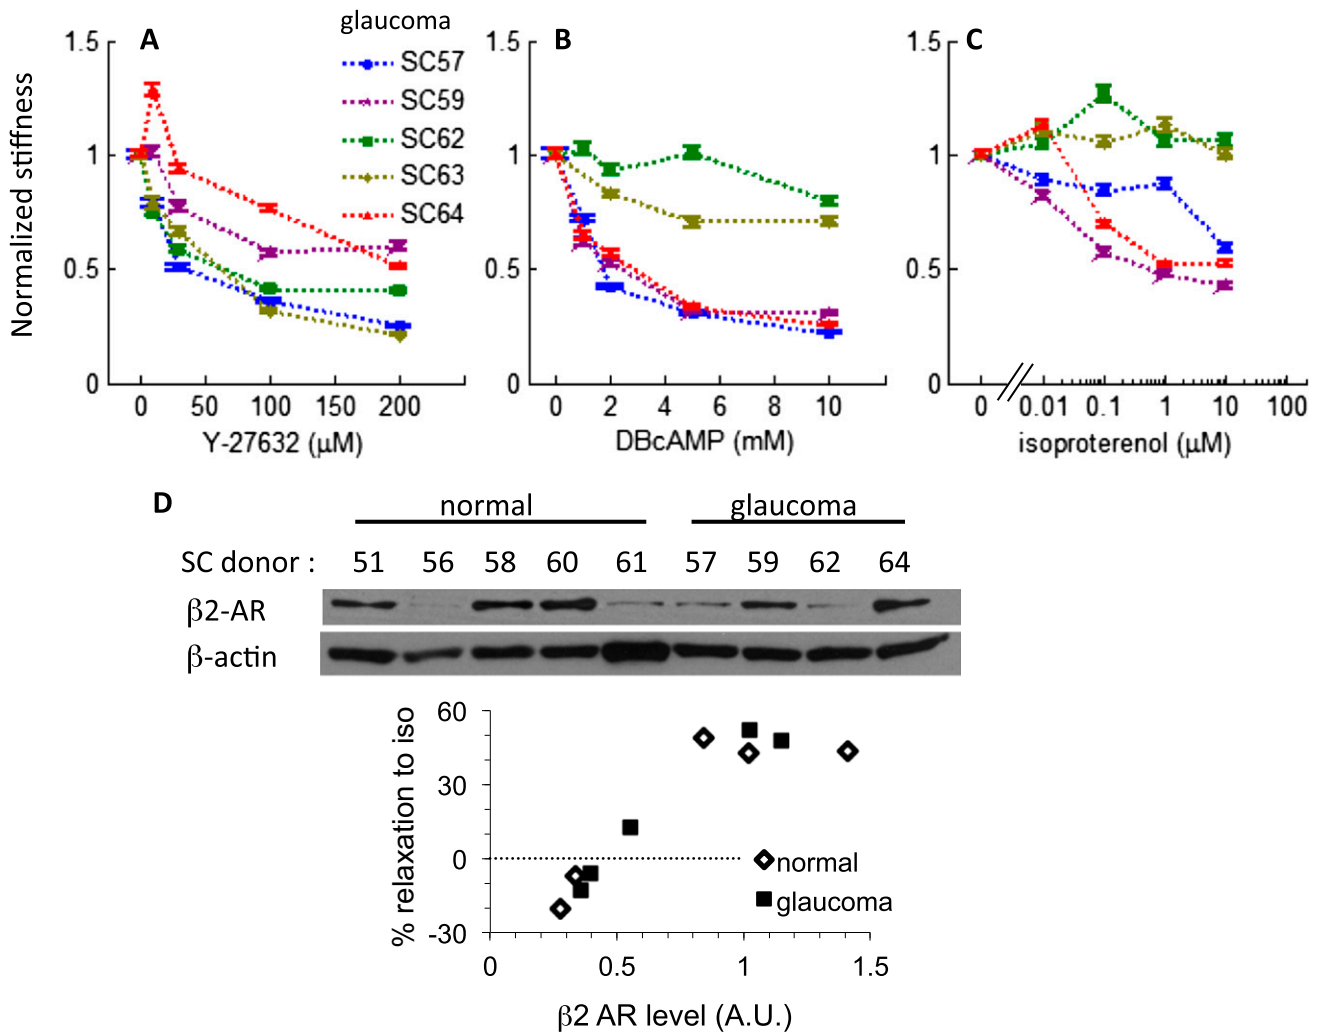 glaucoma
A
B
C
SC57
SC59
SC62
SC63
SC64
Normalized stiffness
1.5
1
0.5
0
0 50 100 150 200
Y-27632 (μM)
1.5
1
0.5
0
0 2 4 6 8 10
DBcAMP (mM)
1.5
1
0.5
0
0 0.01 0.1 1 10 100
isoproterenol (μM)
D
normal glaucoma
SC donor : 51 56 58 60 61 57 59 62 64
β2-AR
β-actin
% relaxation to iso
60
30
0
-30
normal
glaucoma
0 0.5 1 1.5
β2 AR level (A.U.)